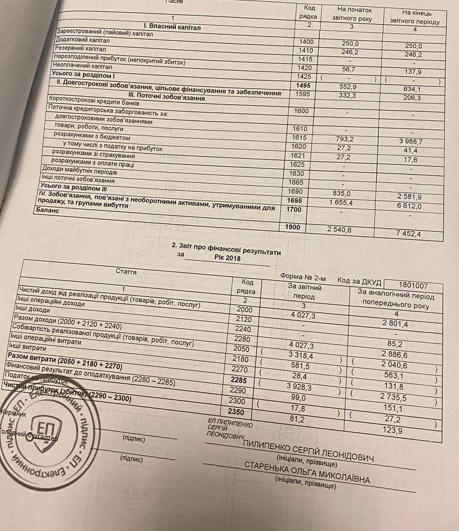 Пасив
Код рядка
На початок звітного року
На кінець звітного періоду
1 2 3 4
I. Власний капітал
Зареєстрований (пайовий) капітал 1400 250,0 250,0
Додатковий капітал 1410 246,2 246,2
Резервний капітал 1415 - -
Нерозподілений прибуток (непокритий збиток) 1420 56,7 137,9
Неоплачений капітал 1425 ( - ) ( - )
Усього за розділом I 1495 552,9 634,1
II. Довгострокові зобов'язання, цільове фінансування та забезпечення 1595 332,3 206,3
III. Поточні зобов'язання
Короткострокові кредити банків 1600 - -
Поточна кредиторська заборгованість за:
довгостроковими зобов'язаннями 1610 - -
товари, роботи, послуги 1615 793,2 3 988,7
розрахунками з бюджетом 1620 27,2 41,4
у тому числі з податку на прибуток 1621 27,2 17,6
розрахунками зі страхування 1625 - -
розрахунками з оплати праці 1630 - -
Доходи майбутніх періодів 1665 - -
Інші поточні зобов'язання 1690 835,0 2 581,9
Усього за розділом III 1695 1 655,4 6 612,0
IV. Зобов'язання, пов'язані з необоротними активами, утримуваними для продажу, та групами вибуття 1700 - -
Баланс 1900 2 540,6 7 452,4
2. Звіт про фінансові результати
за Рік 2018
Форма № 2-м Код за ДКУД 1801007
Стаття
Код рядка
За звітний період
За аналогічний період попереднього року
1 2 3 4
Чистий дохід від реалізації продукції (товарів, робіт, послуг) 2000 4 027,3 2 801,4
Інші операційні доходи 2120 - -
Інші доходи 2240 - 85,2
Разом доходи (2000 + 2120 + 2240) 2280 4 027,3 2 886,6
Собівартість реалізованої продукції (товарів, робіт, послуг) 2050 ( 3 318,4 ) ( 2 040,6 )
Інші операційні витрати 2180 ( 581,5 ) ( 563,1 )
Інші витрати 2270 ( 28,4 ) ( 131,8 )
Разом витрати (2050 + 2180 + 2270) 2285 ( 3 928,3 ) ( 2 735,5 )
Фінансовий результат до оподаткування (2280 – 2285) 2290 99,0 151,1
Податок на прибуток 2300 ( 17,8 ) ( 27,2 )
Чистий прибуток (збиток) (2290 – 2300) 2350 81,2 123,9
Керівник
ЕП ПИЛИПЕНКО
СЕРГІЙ
ЛЕОНІДОВИЧ
(підпис)
ПИЛИПЕНКО СЕРГІЙ ЛЕОНІДОВИЧ
(ініціали, прізвище)
Головний бухгалтер
(підпис)
СТАРЕНЬКА ОЛЬГА МИКОЛАЇВНА
(ініціали, прізвище)
ЕП
Електронний підпис